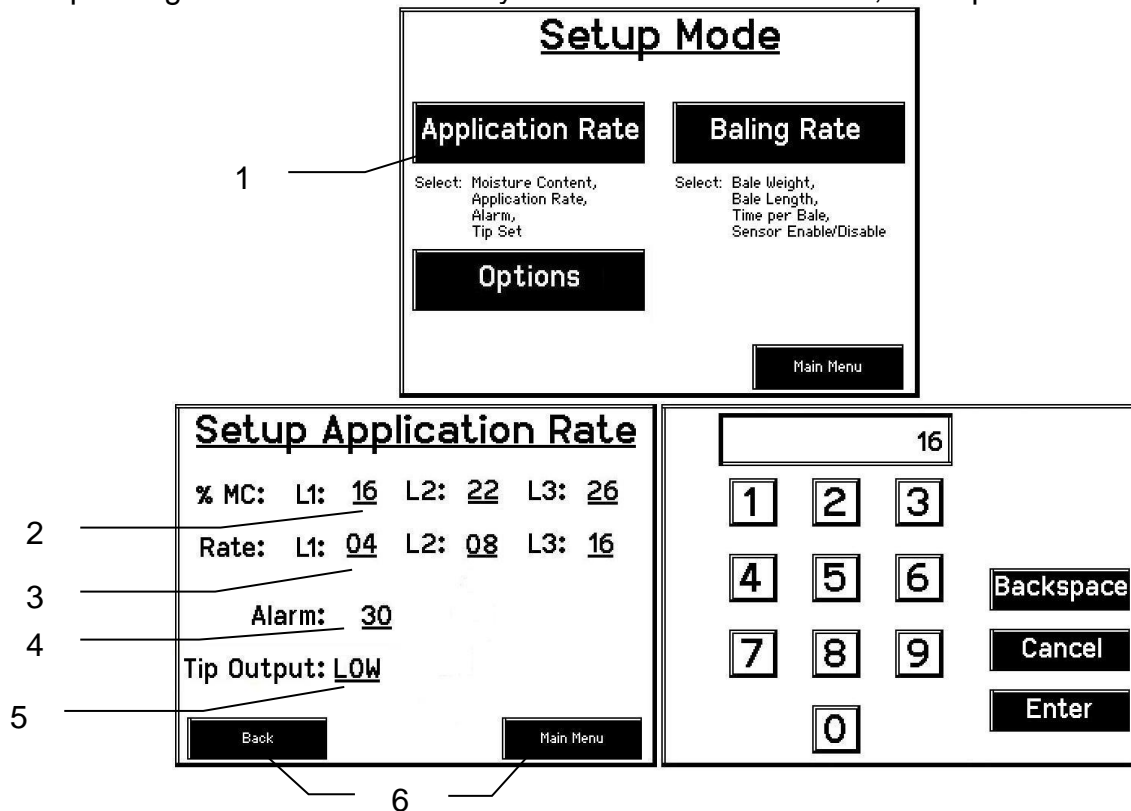 Setup Mode
Application Rate
Baling Rate
1
Select: Moisture Content,
Application Rate,
Alarm,
Tip Set
Select: Bale Weight,
Bale Length,
Time per Bale,
Sensor Enable/Disable
Options
Main Menu
Setup Application Rate
% MC: L1: 16 L2: 22 L3: 26
2
Rate: L1: 04 L2: 08 L3: 16
3
Alarm: 30
4
Tip Output: LOW
5
Back
Main Menu
6
16
1 2 3
4 5 6
Backspace
7 8 9
Cancel
Enter
0